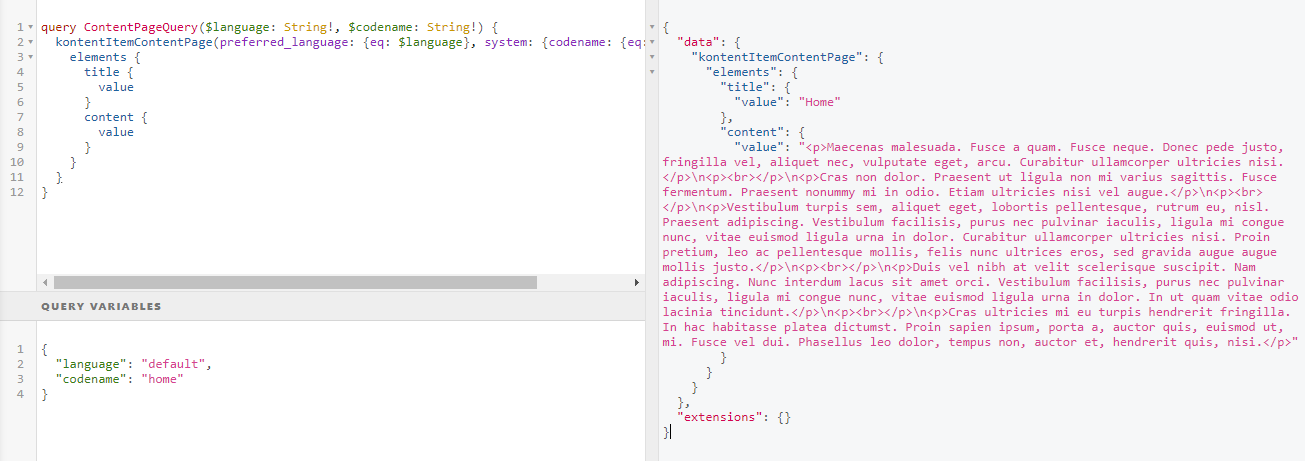 1 query ContentPageQuery($language: String!, $codename: String!) {
2 kontentItemContentPage(preferred_language: {eq: $language}, system: {codename: {eq:
3 elements {
4 title {
5 value
6 }
7 content {
8 value
9 }
10 }
11 }
12 }
QUERY VARIABLES
1 {
2 "language": "default",
3 "codename": "home"
4 }
{
"data": {
"kontentItemContentPage": {
"elements": {
"title": {
"value": "Home"
},
"content": {
"value": "<p>Maecenas malesuada. Fusce a quam. Fusce neque. Donec pede justo,
fringilla vel, aliquet nec, vulputate eget, arcu. Curabitur ullamcorper ultricies nisi.
</p>\n<p><br></p>\n<p>Cras non dolor. Praesent ut ligula non mi varius sagittis. Fusce
fermentum. Praesent nonummy mi in odio. Etiam ultricies nisi vel augue.</p>\n<p><br>
</p>\n<p>Vestibulum turpis sem, aliquet eget, lobortis pellentesque, rutrum eu, nisl.
Praesent adipiscing. Vestibulum facilisis, purus nec pulvinar iaculis, ligula mi congue
nunc, vitae euismod ligula urna in dolor. Curabitur ullamcorper ultricies nisi. Proin
pretium, leo ac pellentesque mollis, felis nunc ultrices eros, sed gravida augue augue
mollis justo.</p>\n<p><br></p>\n<p>Duis vel nibh at velit scelerisque suscipit. Nam
adipiscing. Nunc interdum lacus sit amet orci. Vestibulum facilisis, purus nec pulvinar
iaculis, ligula mi congue nunc, vitae euismod ligula urna in dolor. In ut quam vitae odio
lacinia tincidunt.</p>\n<p><br></p>\n<p>Cras ultricies mi eu turpis hendrerit fringilla.
In hac habitasse platea dictumst. Proin sapien ipsum, porta a, auctor quis, euismod ut,
mi. Fusce vel dui. Phasellus leo dolor, tempus non, auctor et, hendrerit quis, nisi.</p>"
}
}
}
},
"extensions": {}
}